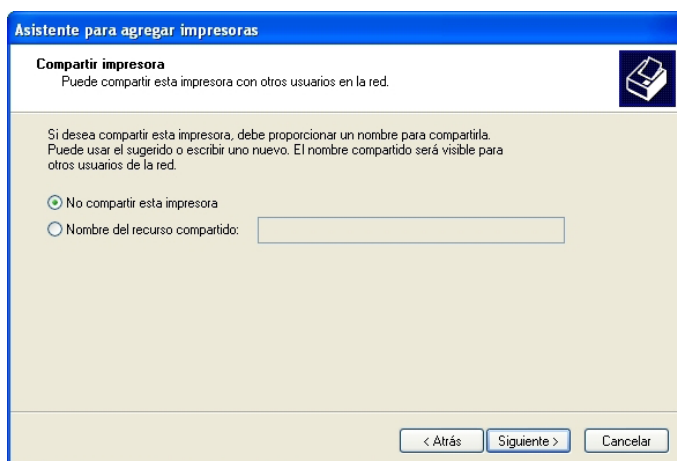 Asistente para agregar impresoras
Compartir impresora
Puede compartir esta impresora con otros usuarios en la red.
Si desea compartir esta impresora, debe proporcionar un nombre para compartirla.
Puede usar el sugerido o escribir uno nuevo. El nombre compartido será visible para
otros usuarios de la red.
No compartir esta impresora
Nombre del recurso compartido:
< Atrás Siguiente > Cancelar